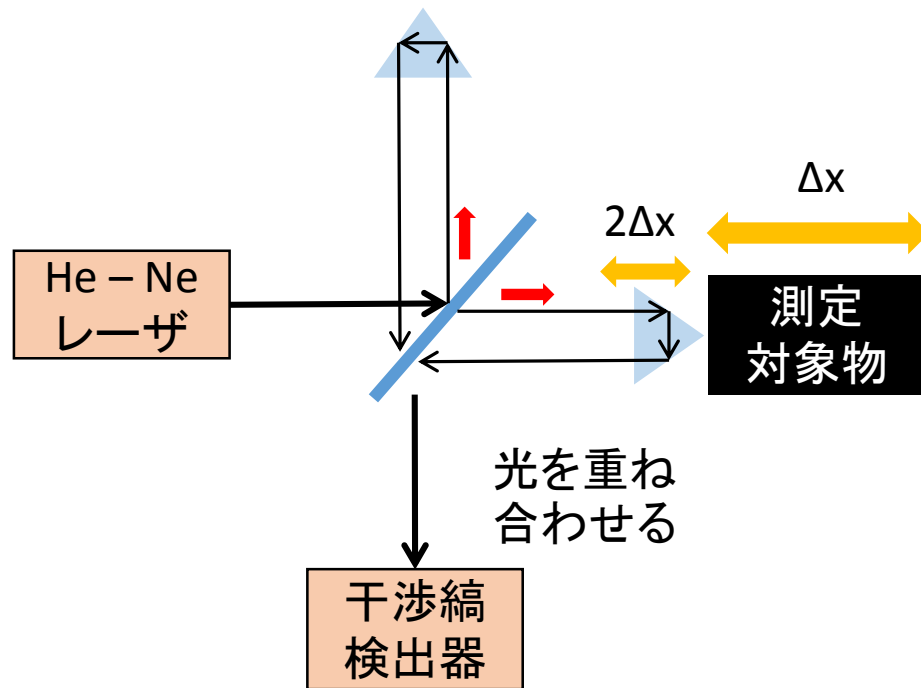 Δx
2Δx
He – Ne
レーザ
測定
対象物
光を重ね
合わせる
干渉縞
検出器